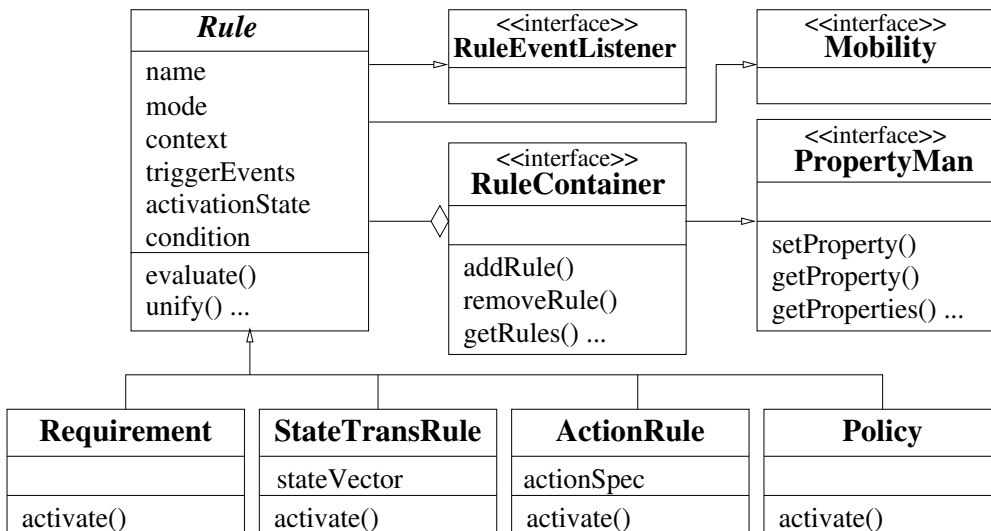 Rule
name
mode
context
triggerEvents
activationState
condition
evaluate()
unify() ...
<<interface>>
RuleEventListener
<<interface>>
Mobility
<<interface>>
RuleContainer
addRule()
removeRule()
getRules() ...
<<interface>>
PropertyMan
setProperty()
getProperty()
getProperties() ...
Requirement
activate()
StateTransRule
stateVector
activate()
ActionRule
actionSpec
activate()
Policy
activate()